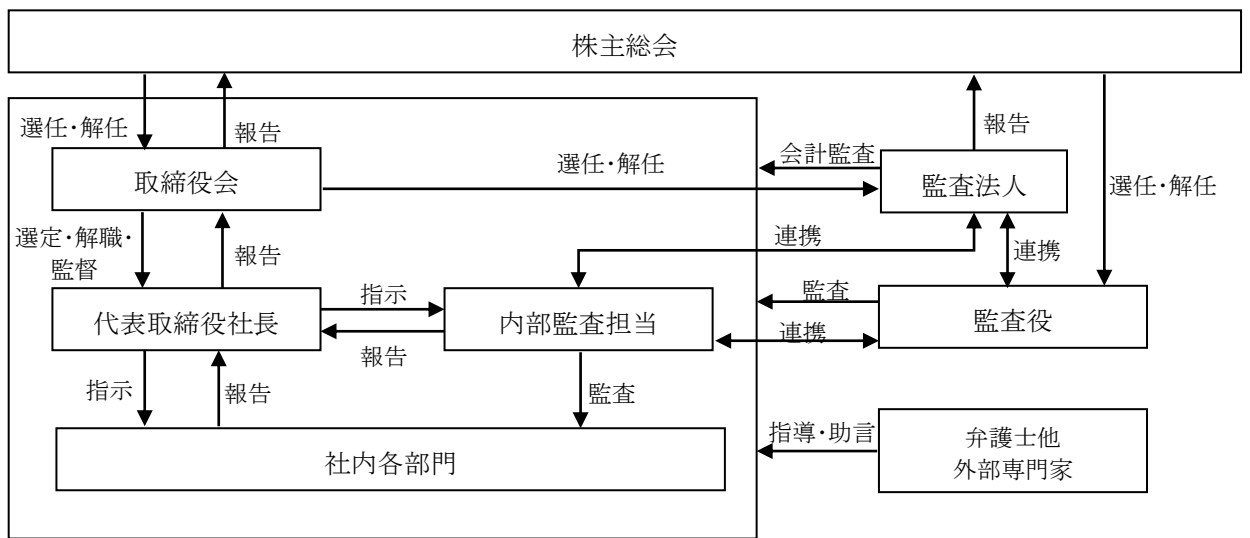 株主総会
選任・解任
報告
報告
取締役会
選任・解任
会計監査
監査法人
選任・解任
選定・解職・
監督
報告
連携
連携
代表取締役社長
指示
報告
内部監査担当
監査
連携
監査役
指示
報告
監査
社内各部門
指導・助言
弁護士他
外部専門家